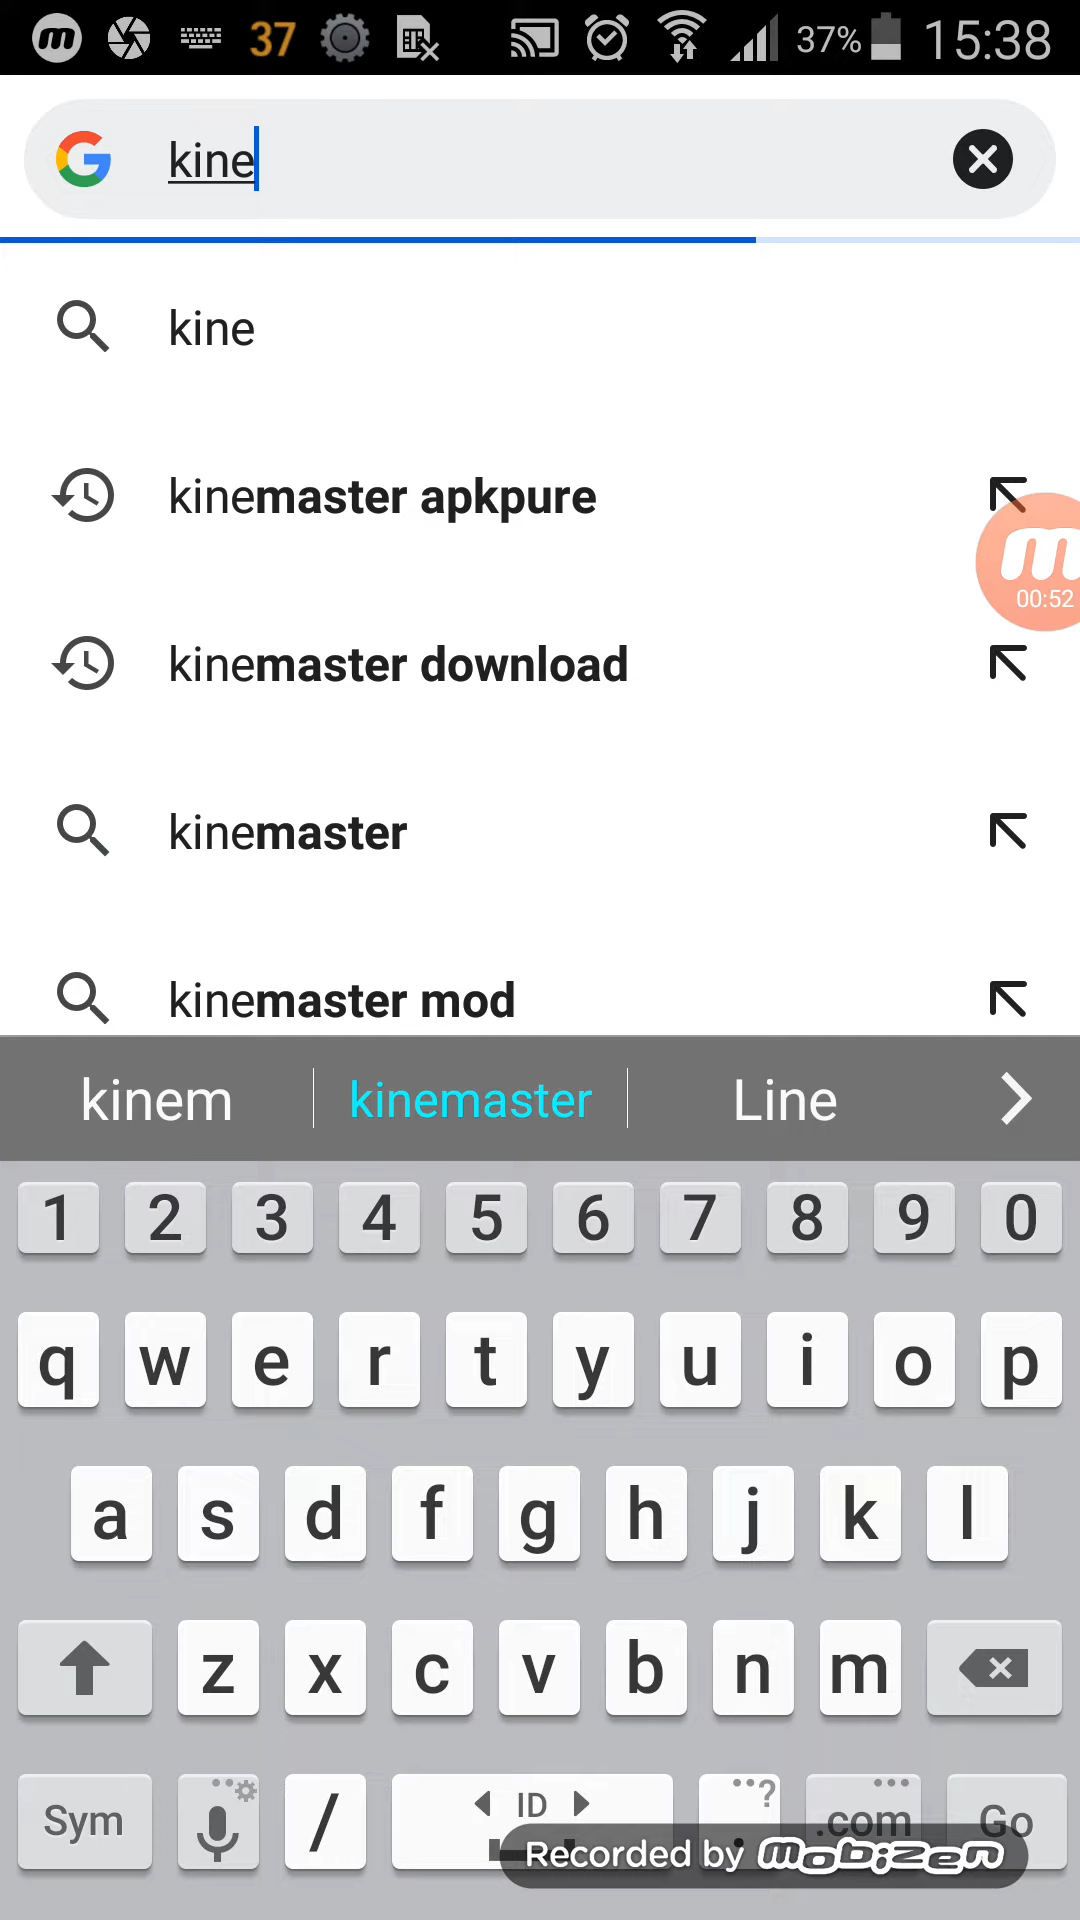 37 37% 15:38
kine
kine
kinemaster apkpure
00:52
kinemaster download
kinemaster
kinemaster mod
kinem kinemaster Line
1 2 3 4 5 6 7 8 9 0
q w e r t y u i o p
a s d f g h j k l
z x c v b n m
Sym / ID . ? .com Go
Recorded by mobizen